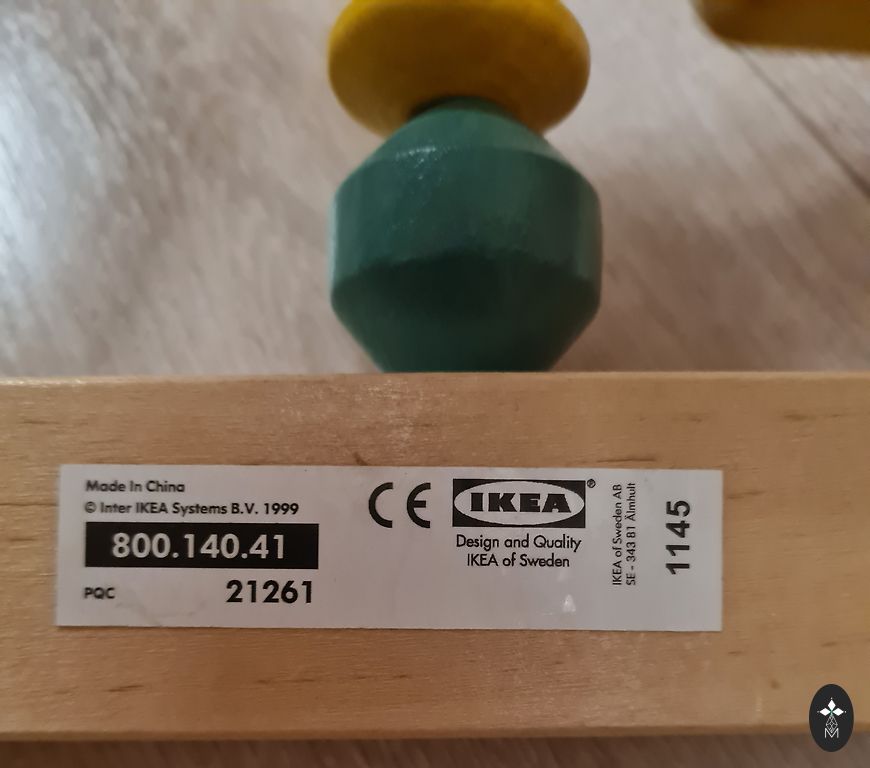 Made In China
© Inter IKEA Systems B.V. 1999
800.140.41
PQC 21261
CE
IKEA®
Design and Quality
IKEA of Sweden
IKEA of Sweden AB
SE - 343 81 Älmhult
1145
M